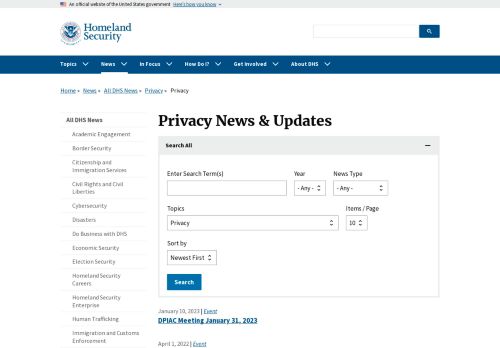 An official website of the United States government Here's how you know
Homeland
Security
Topics
News
In Focus
How Do I?
Get Involved
About DHS
Home
News
All DHS News
Privacy
Privacy
All DHS News
Academic Engagement
Border Security
Citizenship and
Immigration Services
Civil Rights and Civil
Liberties
Cybersecurity
Disasters
Do Business with DHS
Economic Security
Election Security
Homeland Security
Careers
Homeland Security
Enterprise
Human Trafficking
Immigration and Customs
Enforcement
Privacy News & Updates
Search All
Enter Search Term(s)
Year
News Type
- Any -
- Any -
Topics
Items / Page
Privacy
10
Sort by
Newest First
Search
January 10, 2023 | Event
DPIAC Meeting January 31, 2023
April 1, 2022 | Event